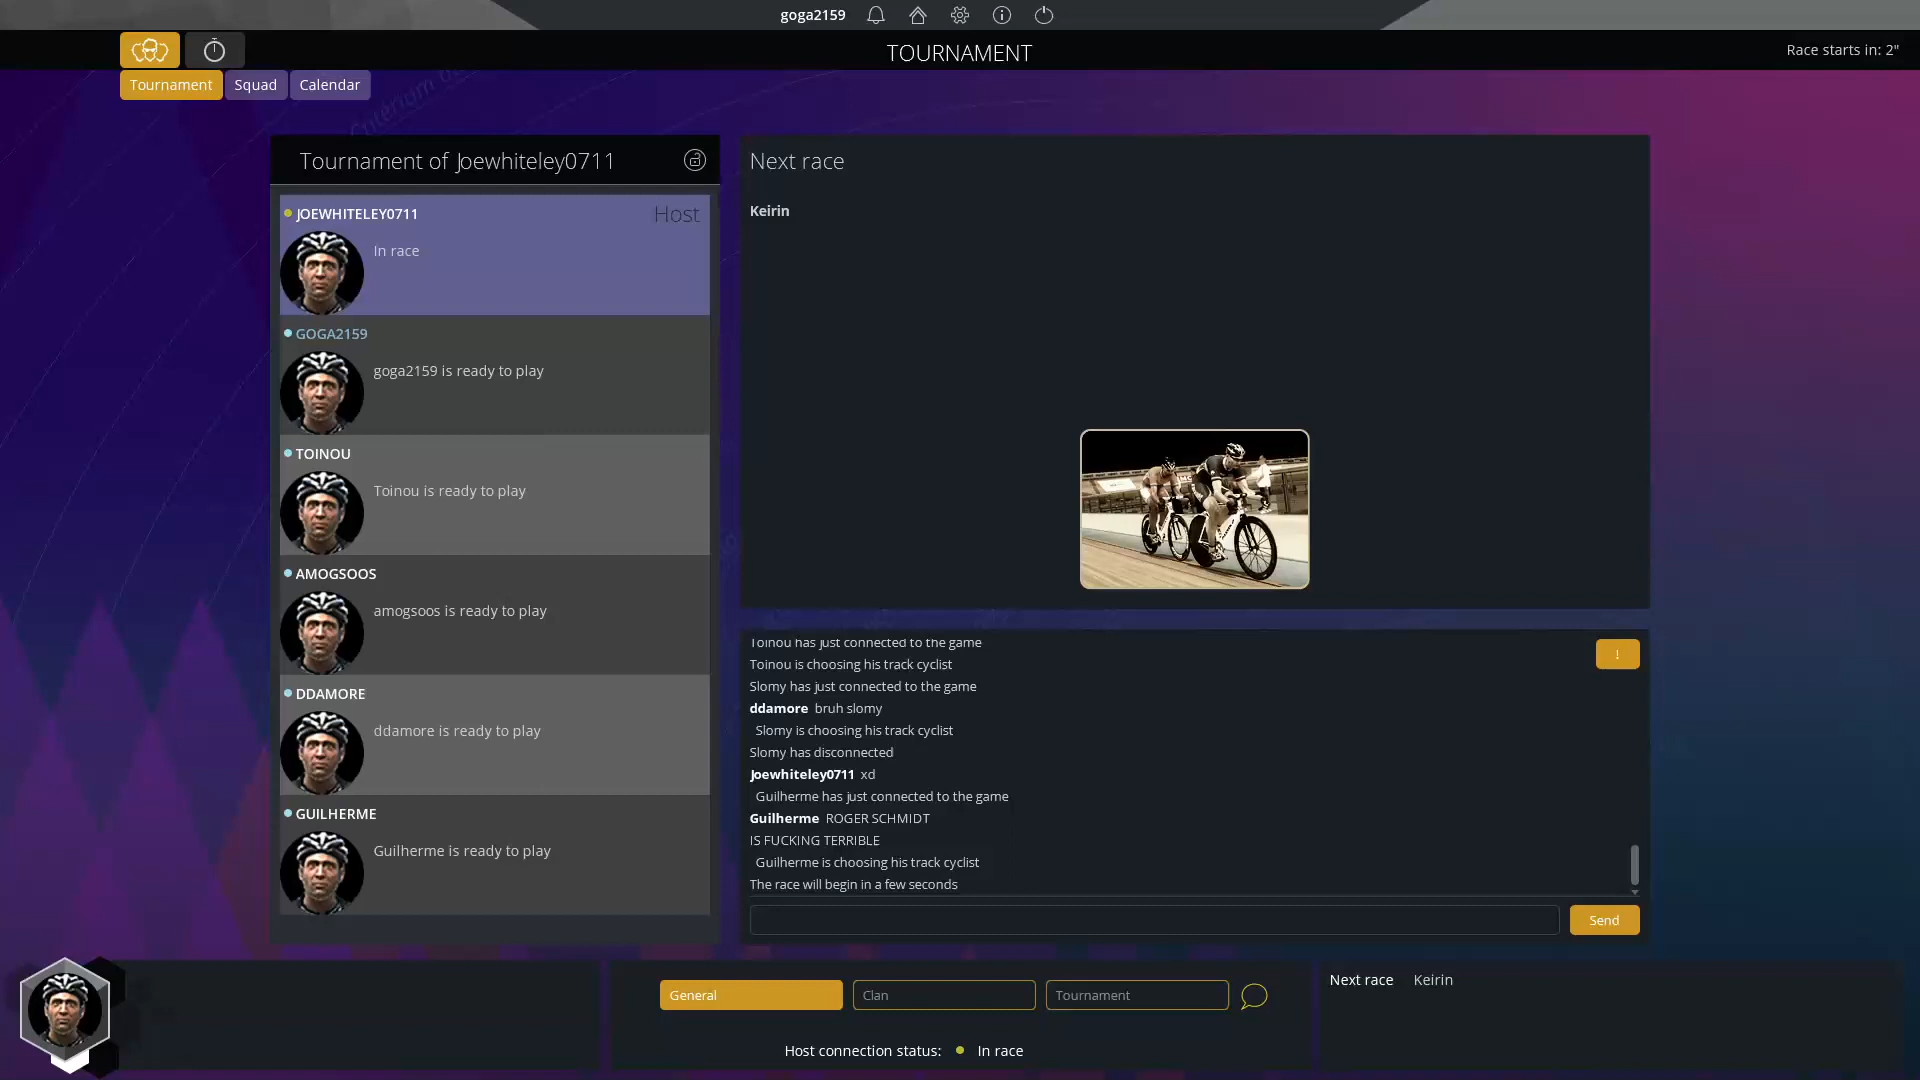 goga2159
TOURNAMENT
Race starts in: 2"
Tournament
Squad
Calendar
Tournament of Joewhiteley0711
JOEWHITELEY0711
Host
In race
GOGA2159
goga2159 is ready to play
TOINOU
Toinou is ready to play
AMOGSOOS
amogsoos is ready to play
DDAMORE
ddamore is ready to play
GUILHERME
Guilherme is ready to play
Next race
Keirin
Toinou has just connected to the game
Toinou is choosing his track cyclist
Slomy has just connected to the game
ddamore bruh slomy
Slomy is choosing his track cyclist
Slomy has disconnected
Joewhiteley0711 xd
Guilherme has just connected to the game
Guilherme ROGER SCHMIDT
IS FUCKING TERRIBLE
Guilherme is choosing his track cyclist
The race will begin in a few seconds
!
Send
General
Clan
Tournament
Host connection status: In race
Next race Keirin